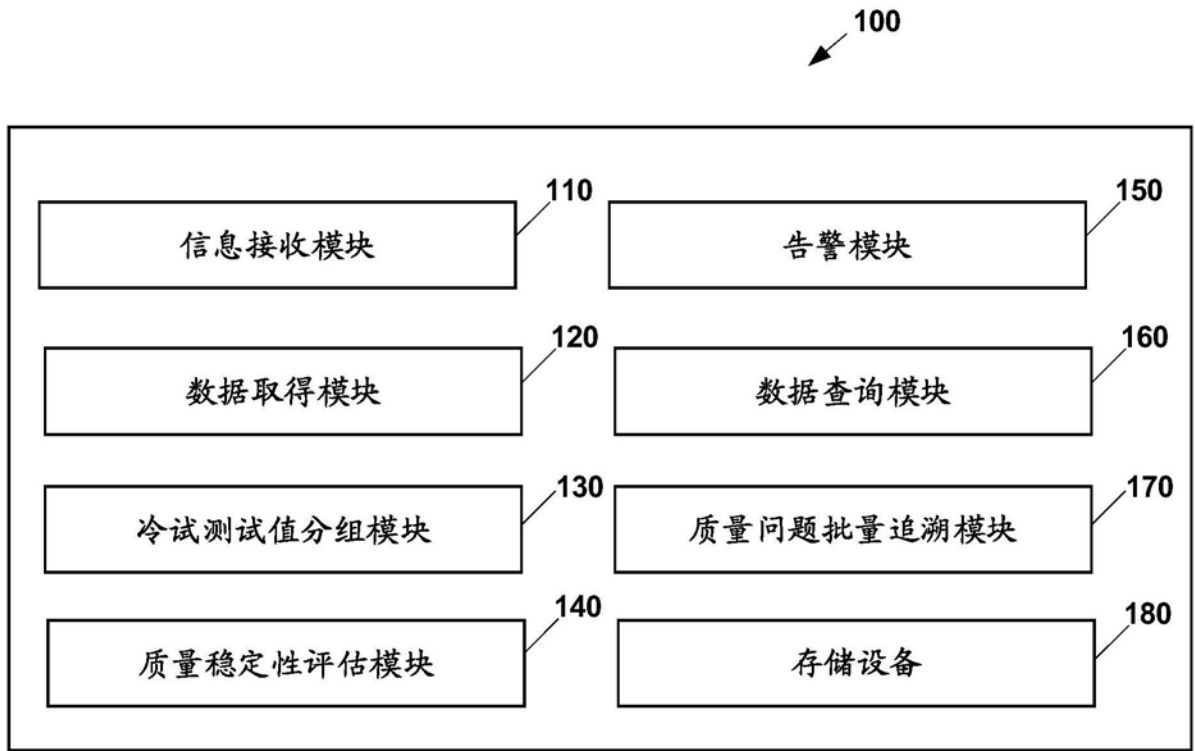 100
110
信息接收模块
150
告警模块
120
数据取得模块
160
数据查询模块
130
冷试测试值分组模块
170
质量问题批量追溯模块
140
质量稳定性评估模块
180
存储设备